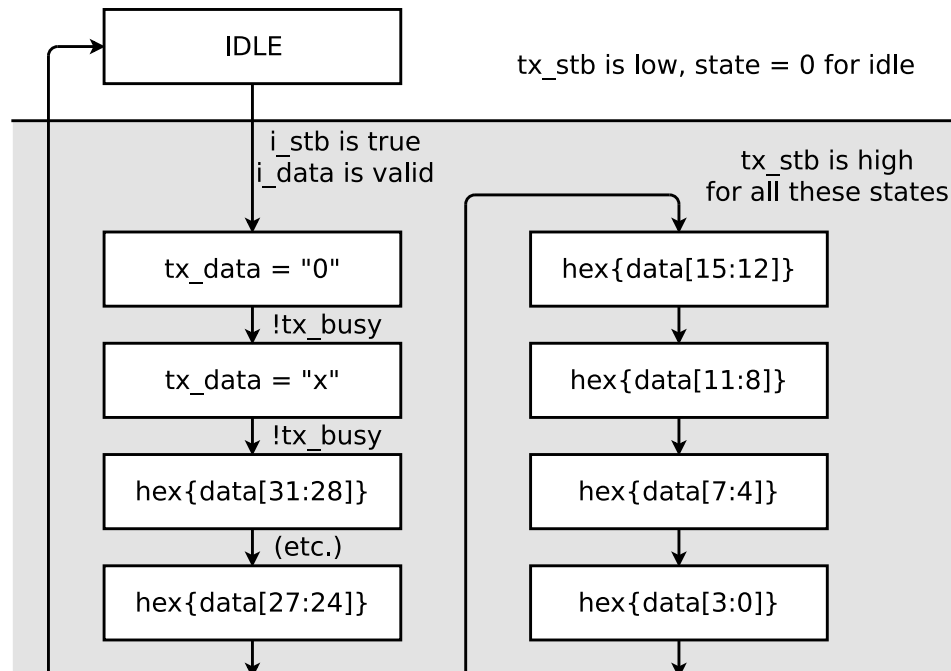 IDLE
tx_stb is low, state = 0 for idle
i_stb is true
i_data is valid
tx_data = "0"
!tx_busy
tx_data = "x"
!tx_busy
hex{data[31:28]}
(etc.)
hex{data[27:24]}
tx_stb is high
for all these states
hex{data[15:12]}
hex{data[11:8]}
hex{data[7:4]}
hex{data[3:0]}